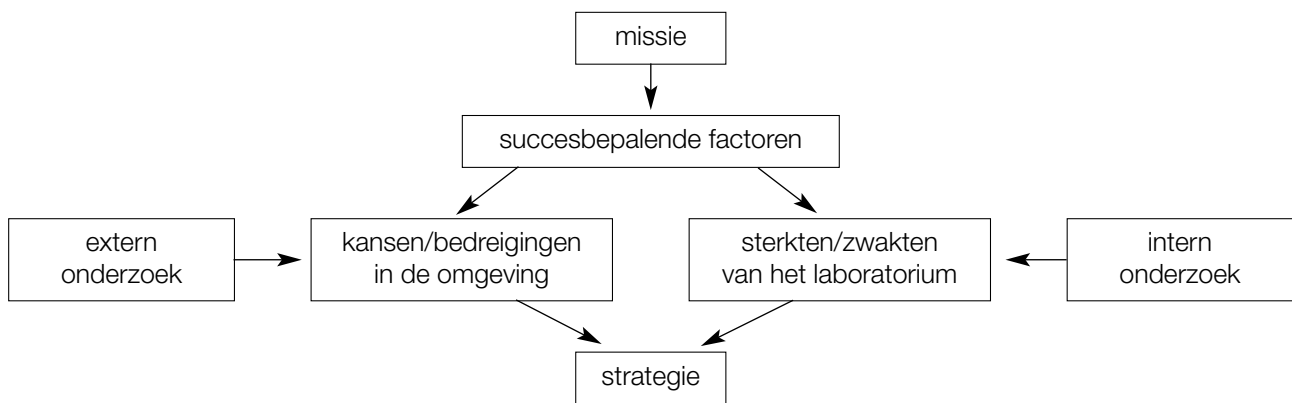 missie
succesbepalende factoren
extern
onderzoek
kansen/bedreigingen
in de omgeving
sterkten/zwakten
van het laboratorium
intern
onderzoek
strategie